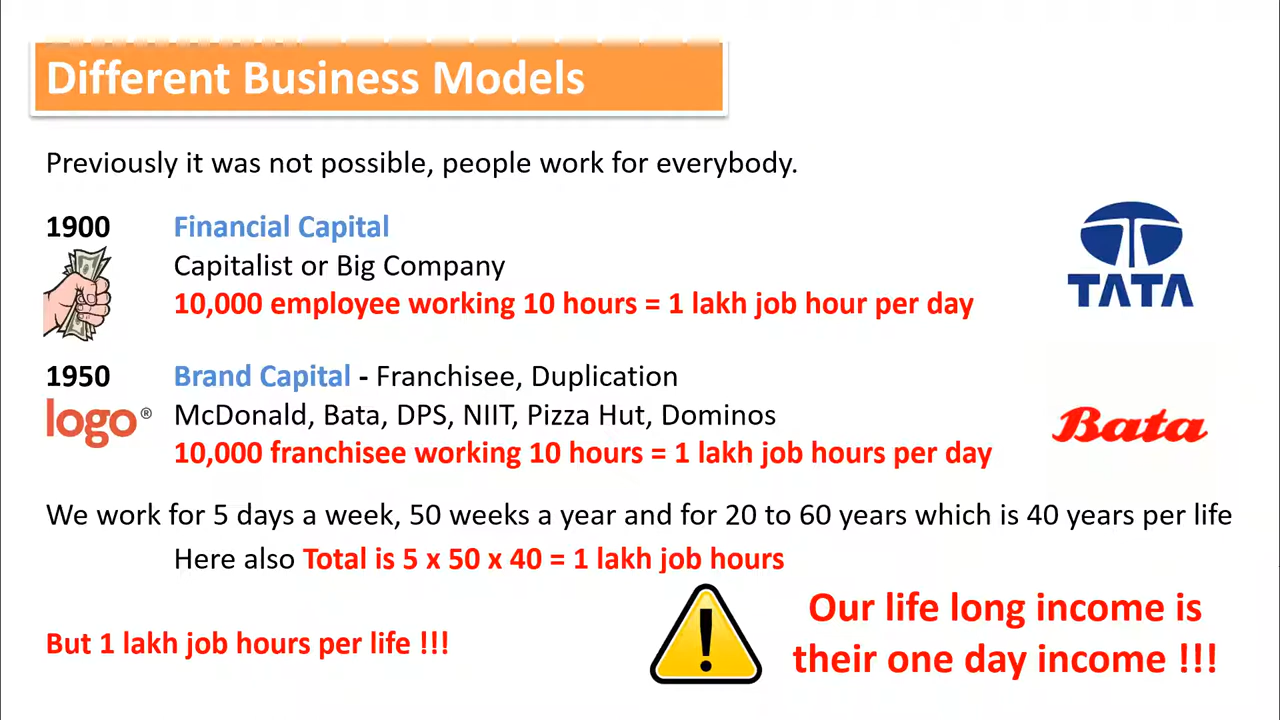 Different Business Models
Previously it was not possible, people work for everybody.
1900 Financial Capital
Capitalist or Big Company
10,000 employee working 10 hours = 1 lakh job hour per day
TATA
1950 Brand Capital - Franchisee, Duplication
logo® McDonald, Bata, DPS, NIIT, Pizza Hut, Dominos
Bata
10,000 franchisee working 10 hours = 1 lakh job hours per day
We work for 5 days a week, 50 weeks a year and for 20 to 60 years which is 40 years per life
Here also Total is 5 x 50 x 40 = 1 lakh job hours
But 1 lakh job hours per life !!!
Our life long income is
their one day income !!!